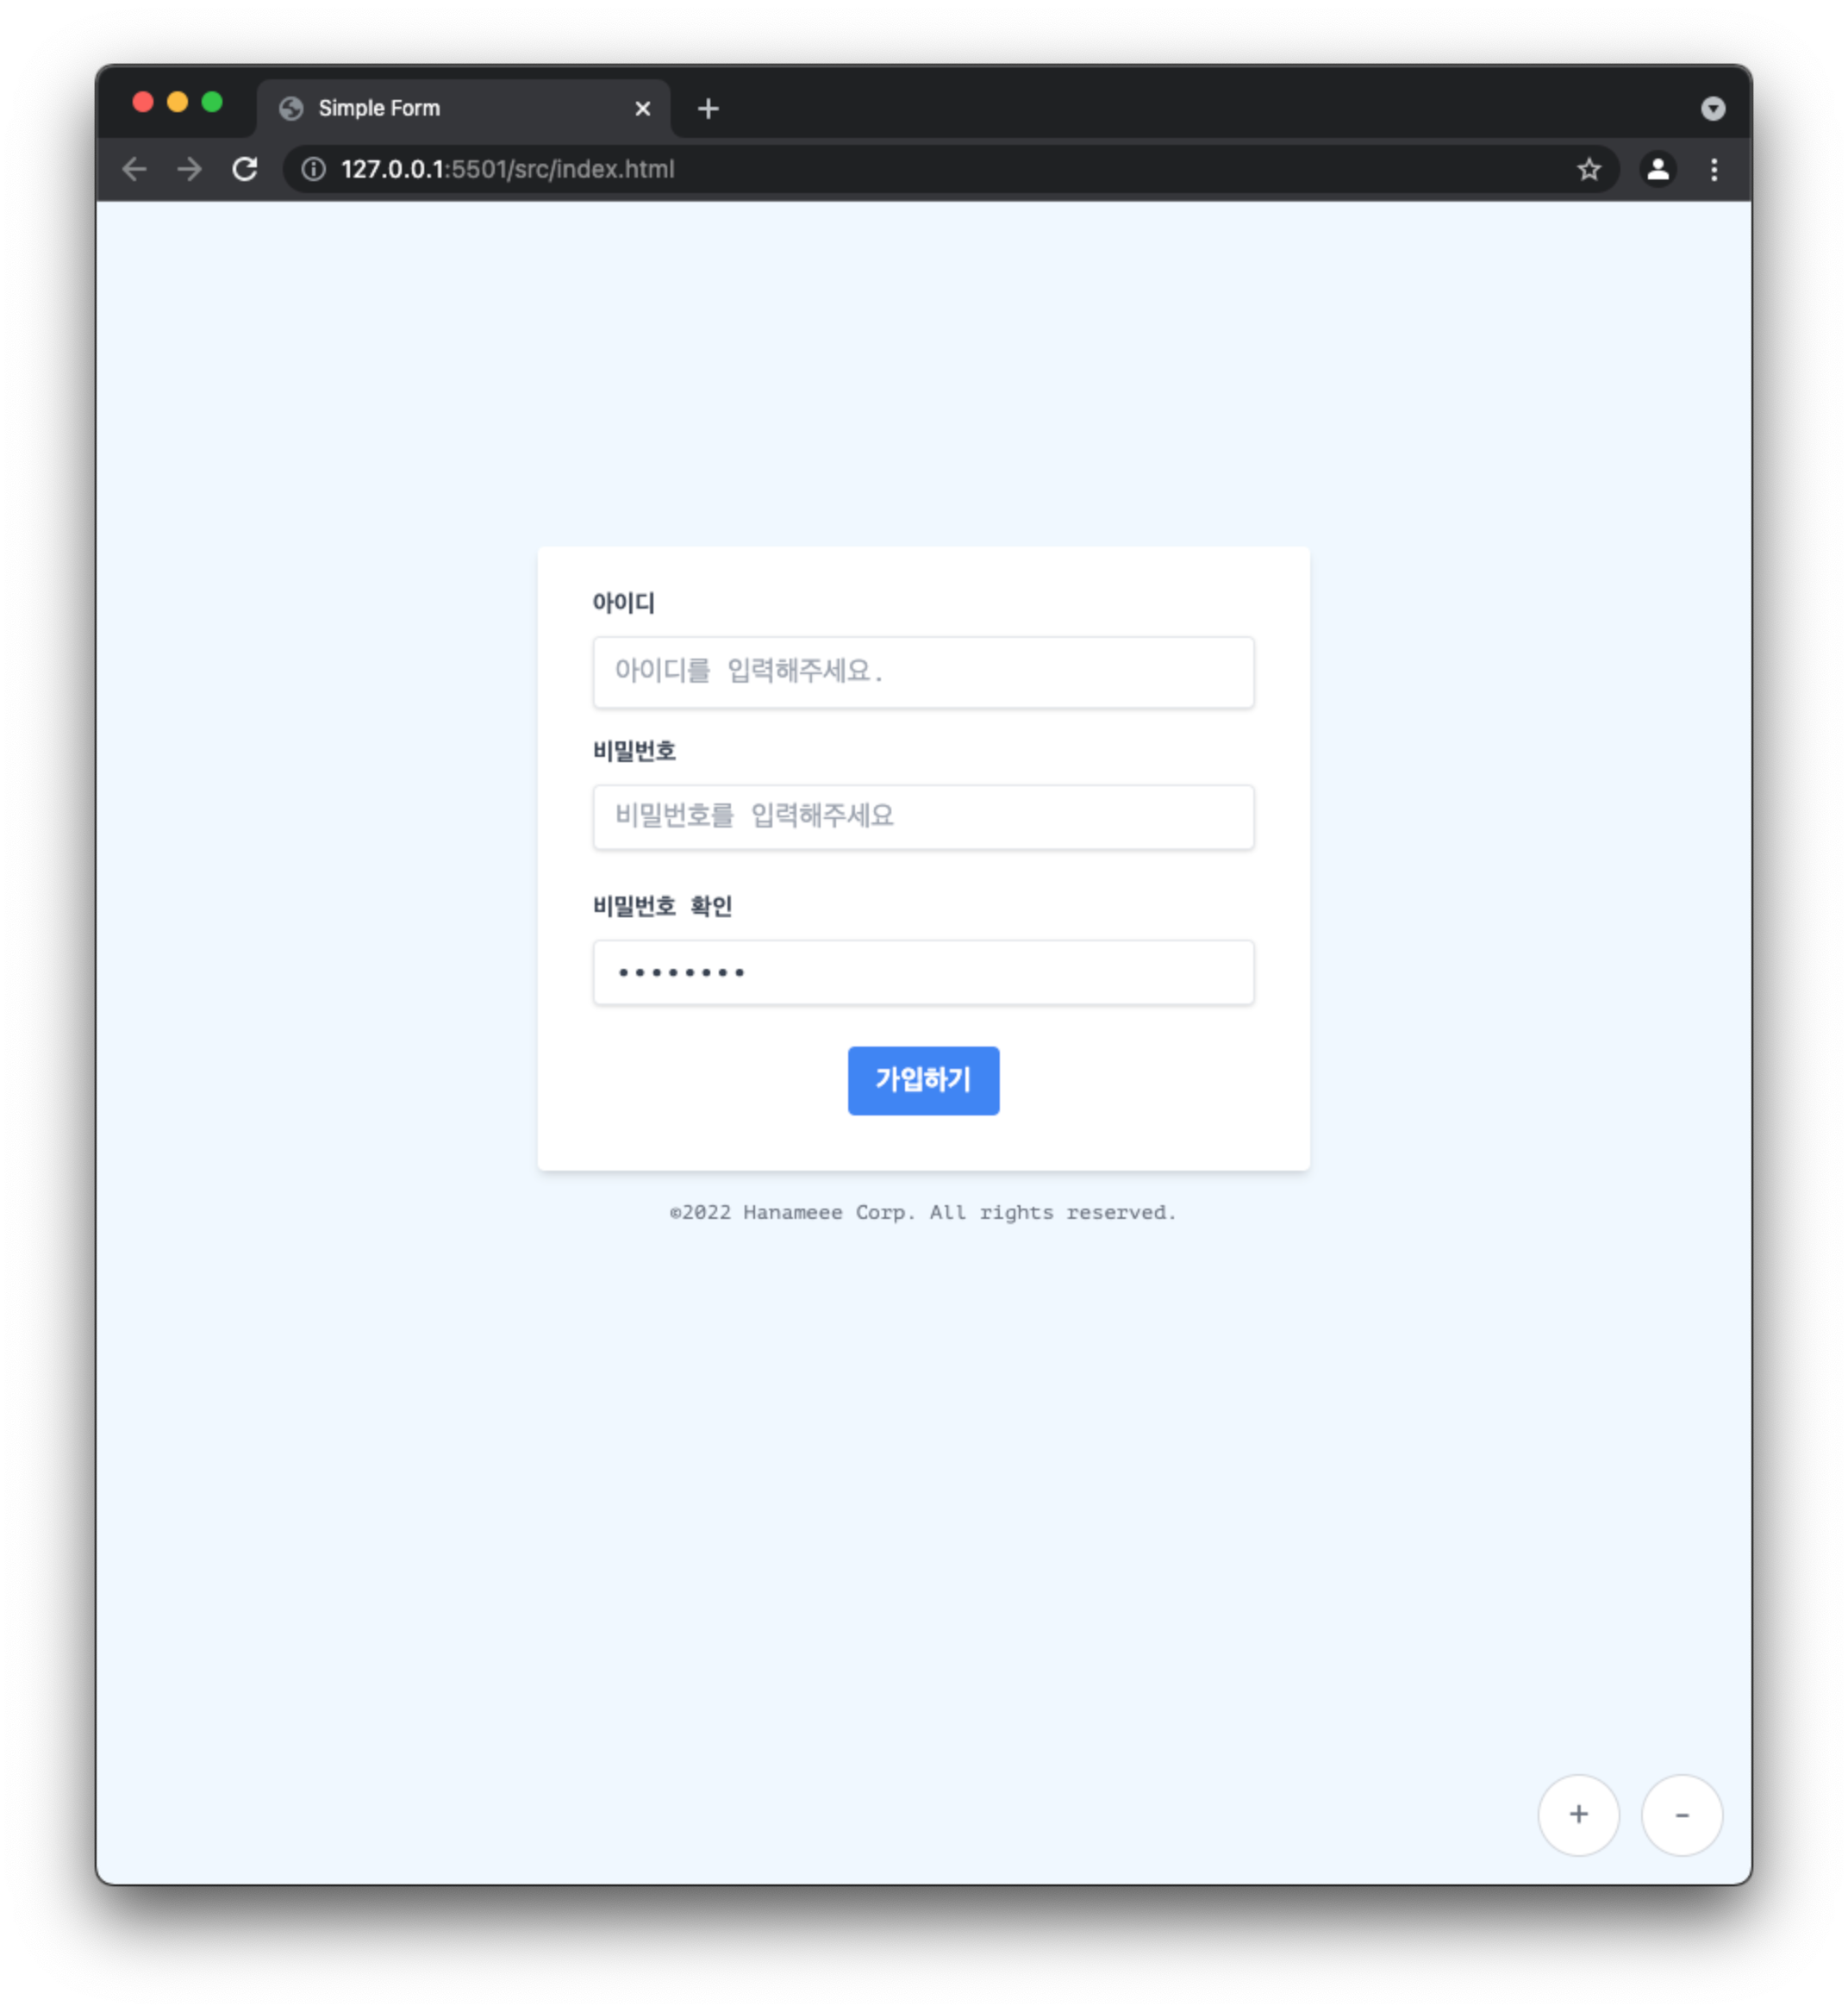 Simple Form
127.0.0.1:5501/src/index.html
아이디
아이디를 입력해주세요.
비밀번호
비밀번호를 입력해주세요
비밀번호 확인
••••••••
가입하기
©2022 Hanameee Corp. All rights reserved.
+ -